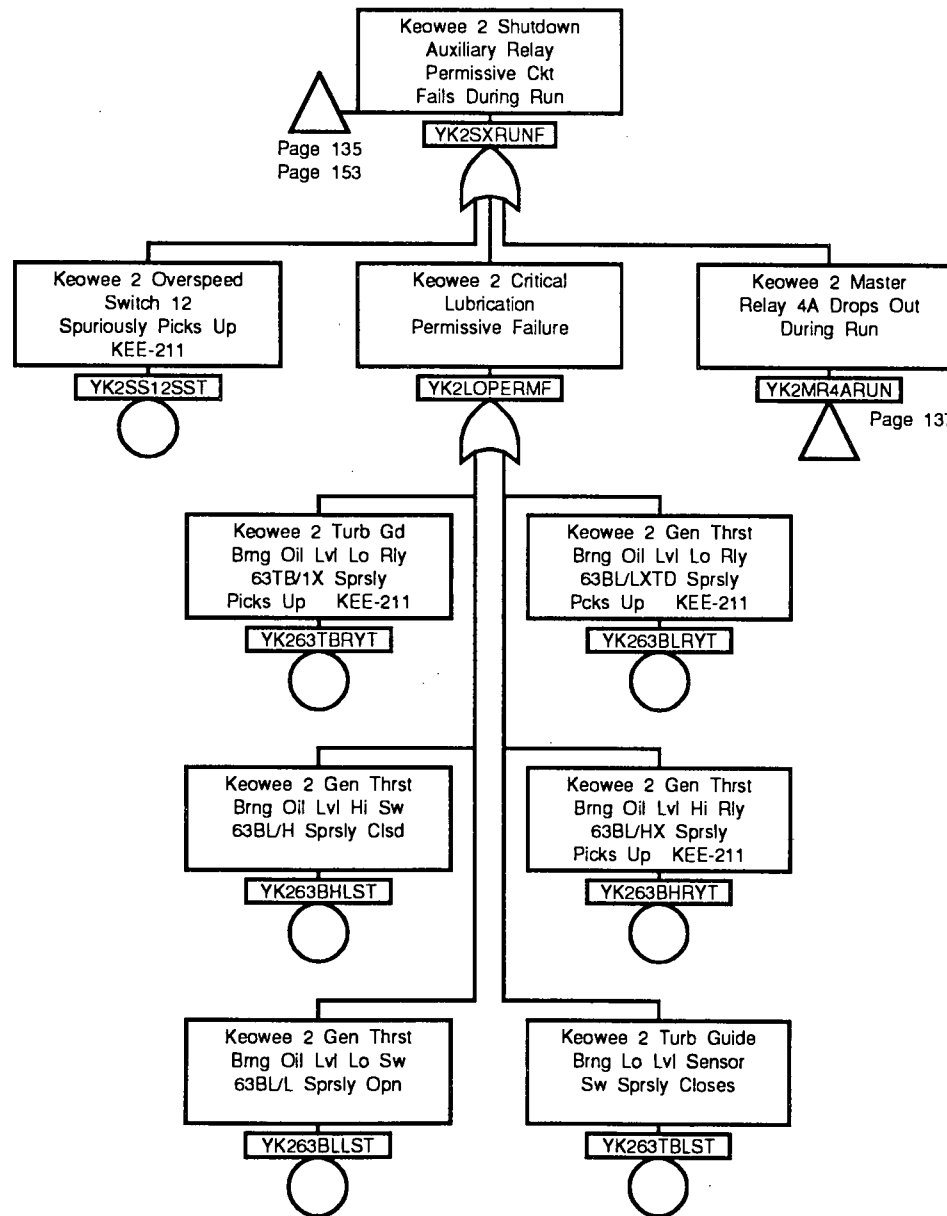 Keowee 2 Shutdown
Auxiliary Relay
Permissive Ckt
Fails During Run
YK2SXRUNF
Page 135
Page 153
Keowee 2 Overspeed
Switch 12
Spuriously Picks Up
KEE-211
YK2SS12SST
Keowee 2 Critical
Lubrication
Permissive Failure
YK2LOPERMF
Keowee 2 Master
Relay 4A Drops Out
During Run
YK2MR4ARUN
Page 137
Keowee 2 Turb Gd
Brng Oil Lvl Lo Rly
63TB/1X Sprsly
Picks Up KEE-211
YK263TBRYT
Keowee 2 Gen Thrst
Brng Oil Lvl Lo Rly
63BL/LXTD Sprsly
Pcks Up KEE-211
YK263BLRYT
Keowee 2 Gen Thrst
Brng Oil Lvl Hi Sw
63BL/H Sprsly Clsd
YK263BHLST
Keowee 2 Gen Thrst
Brng Oil Lvl Hi Rly
63BL/HX Sprsly
Picks Up KEE-211
YK263BHRYT
Keowee 2 Gen Thrst
Brng Oil Lvl Lo Sw
63BL/L Sprsly Opn
YK263BLLST
Keowee 2 Turb Guide
Brng Lo Lvl Sensor
Sw Sprsly Closes
YK263TBLST